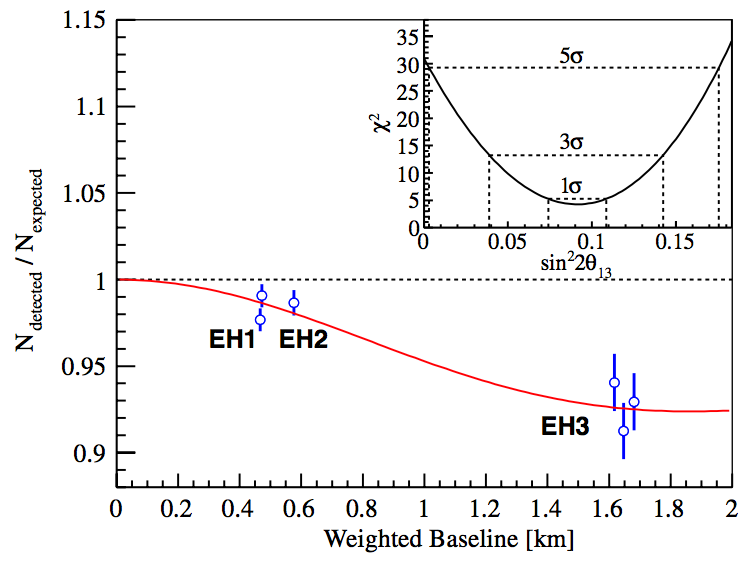 1.15
1.1
1.05
1
0.95
0.9
N detected / N expected
0 0.2 0.4 0.6 0.8 1 1.2 1.4 1.6 1.8 2
Weighted Baseline [km]
EH1 EH2
EH3
35
30
25
20
15
10
5
0
χ²
5σ
3σ
1σ
0 0.05 0.1 0.15
sin²2θ₁₃